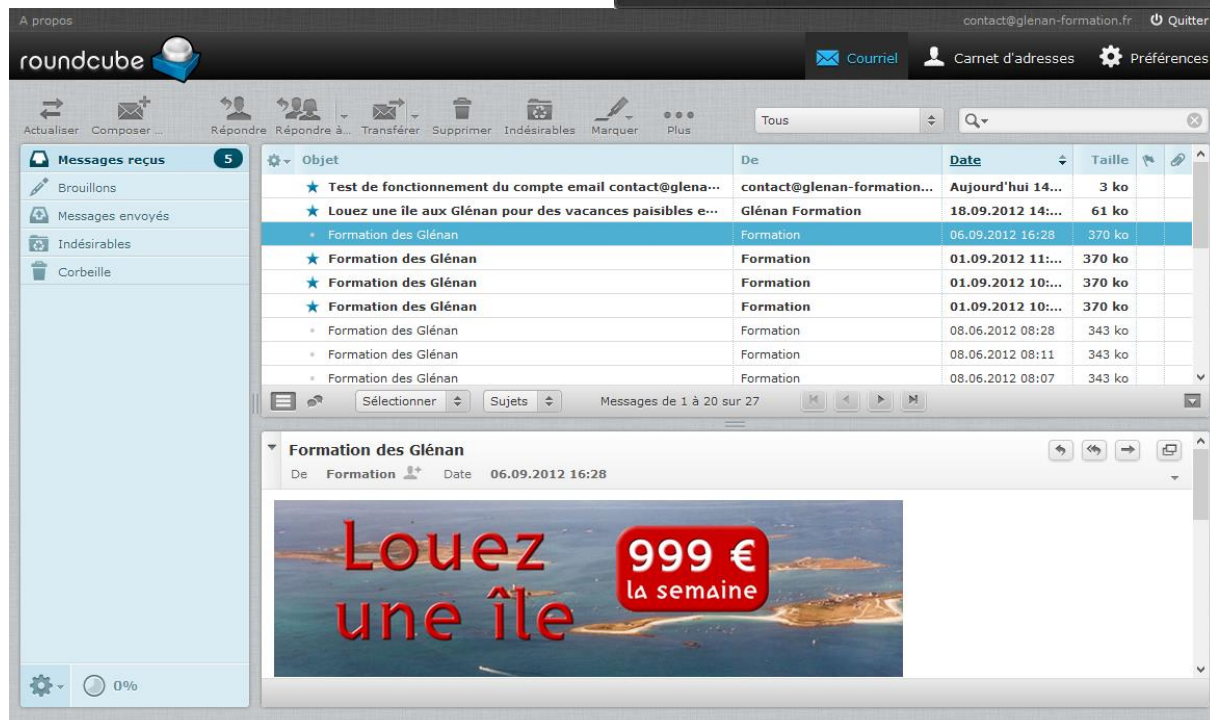 A propos
contact@glenan-formation.fr Quitter
roundcube
Courriel Carnet d'adresses Préférences
Actualiser Composer ... Répondre Répondre à... Transférer Supprimer Indésirables Marquer Plus
Tous
Messages reçus 5
Brouillons
Messages envoyés
Indésirables
Corbeille
Objet De Date Taille
Test de fonctionnement du compte email contact@glena... contact@glenan-formation... Aujourd'hui 14... 3 ko
Louez une île aux Glénan pour des vacances paisibles e... Glénan Formation 18.09.2012 14:... 61 ko
Formation des Glénan Formation 06.09.2012 16:28 370 ko
Formation des Glénan Formation 01.09.2012 11:... 370 ko
Formation des Glénan Formation 01.09.2012 10:... 370 ko
Formation des Glénan Formation 01.09.2012 10:... 370 ko
Formation des Glénan Formation 08.06.2012 08:28 343 ko
Formation des Glénan Formation 08.06.2012 08:11 343 ko
Formation des Glénan Formation 08.06.2012 08:07 343 ko
Sélectionner Sujets Messages de 1 à 20 sur 27
Formation des Glénan
De Formation Date 06.09.2012 16:28
Louez
une île
999 €
la semaine
0%